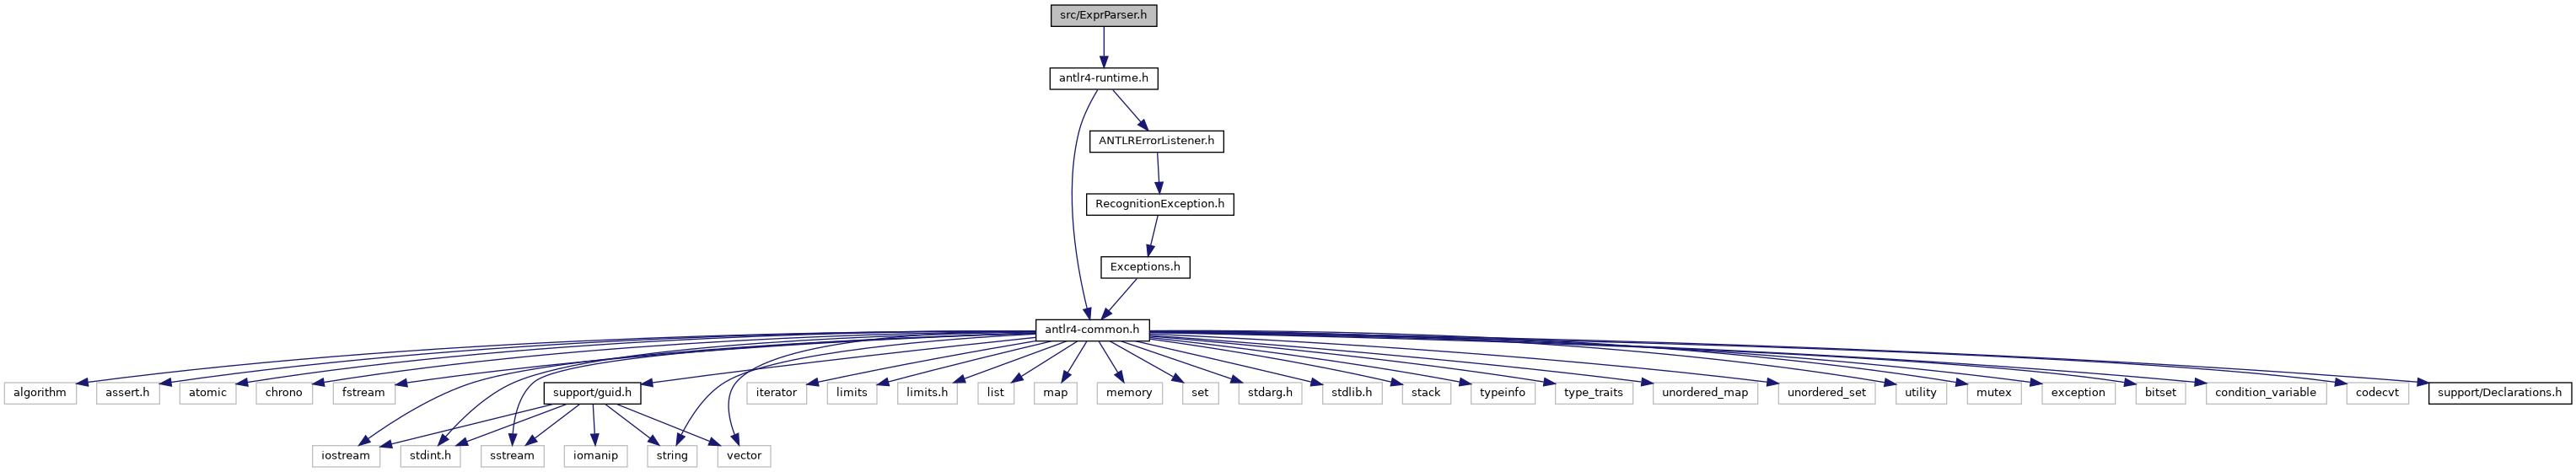 src/ExprParser.h
antlr4-runtime.h
ANTLRErrorListener.h
RecognitionException.h
Exceptions.h
antlr4-common.h
algorithm
assert.h
atomic
chrono
fstream
support/guid.h
iterator
limits
limits.h
list
map
memory
set
stdarg.h
stdlib.h
stack
typeinfo
type_traits
unordered_map
unordered_set
utility
mutex
exception
bitset
condition_variable
codecvt
support/Declarations.h
iostream
stdint.h
sstream
iomanip
string
vector